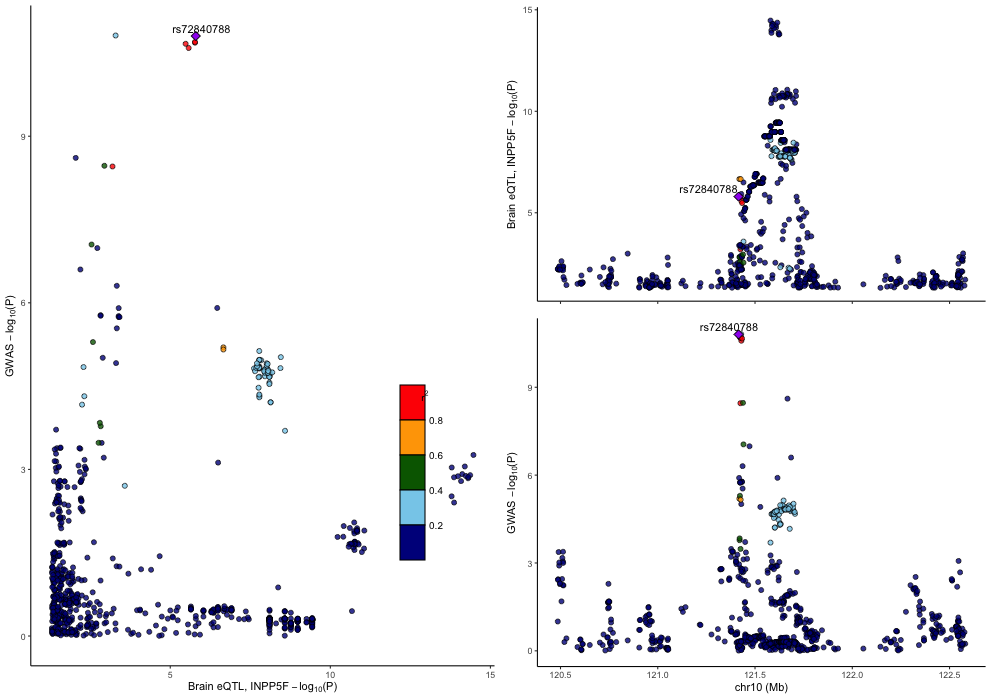 rs72840788
9
6
3
0
GWAS – log₁₀(P)
5
10
15
Brain eQTL, INPP5F – log₁₀(P)
r²
0.8
0.6
0.4
0.2
15
10
5
Brain eQTL, INPP5F – log₁₀(P)
rs72840788
rs72840788
9
6
3
0
GWAS – log₁₀(P)
120.5
121.0
121.5
122.0
122.5
chr10 (Mb)